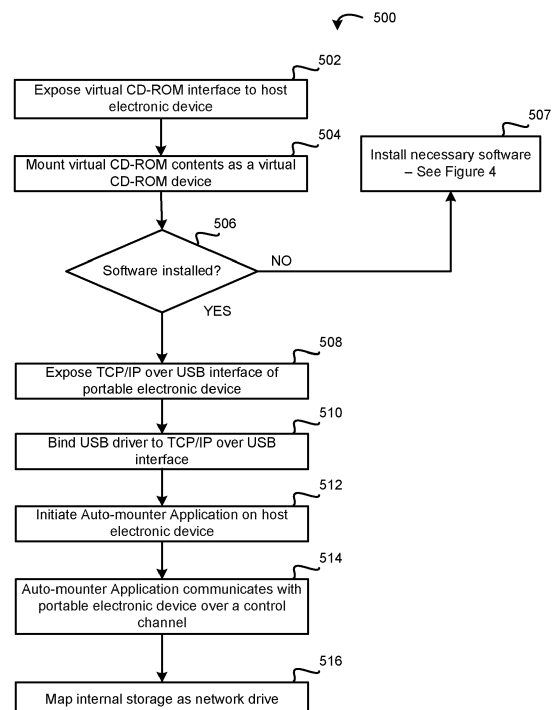 500
502
Expose virtual CD-ROM interface to host
electronic device
504
Mount virtual CD-ROM contents as a virtual
CD-ROM device
507
Install necessary software
– See Figure 4
506
Software installed?
NO
YES
508
Expose TCP/IP over USB interface of
portable electronic device
510
Bind USB driver to TCP/IP over USB
interface
512
Initiate Auto-mounter Application on host
electronic device
514
Auto-mounter Application communicates with
portable electronic device over a control
channel
516
Map internal storage as network drive